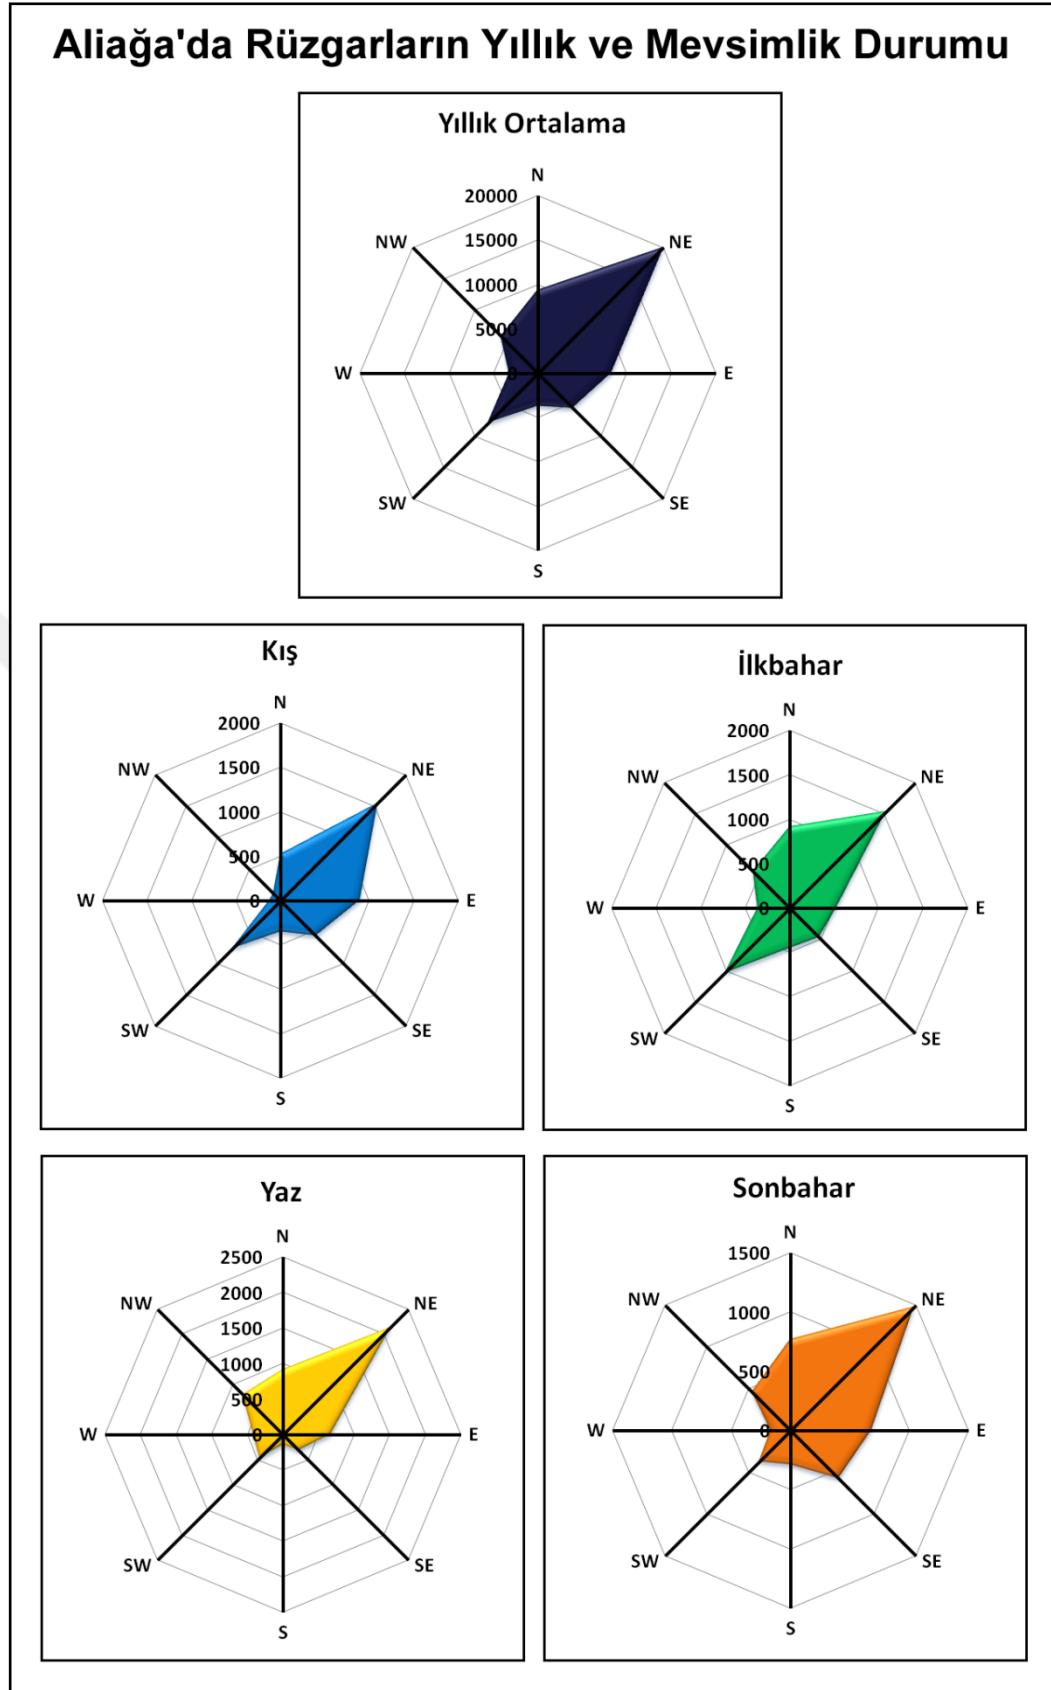 Aliağa'da Rüzgarların Yıllık ve Mevsimlik Durumu
Yıllık Ortalama
N
20000
NW
NE
15000
10000
5000
W
0
E
SW
SE
S
Kış
N
2000
NW
NE
1500
1000
500
W
0
E
SW
SE
S
İlkbahar
N
2000
NW
NE
1500
1000
500
W
0
E
SW
SE
S
Yaz
N
2500
NW
NE
2000
1500
1000
500
W
0
E
SW
SE
S
Sonbahar
N
1500
NW
NE
1000
500
W
0
E
SW
SE
S